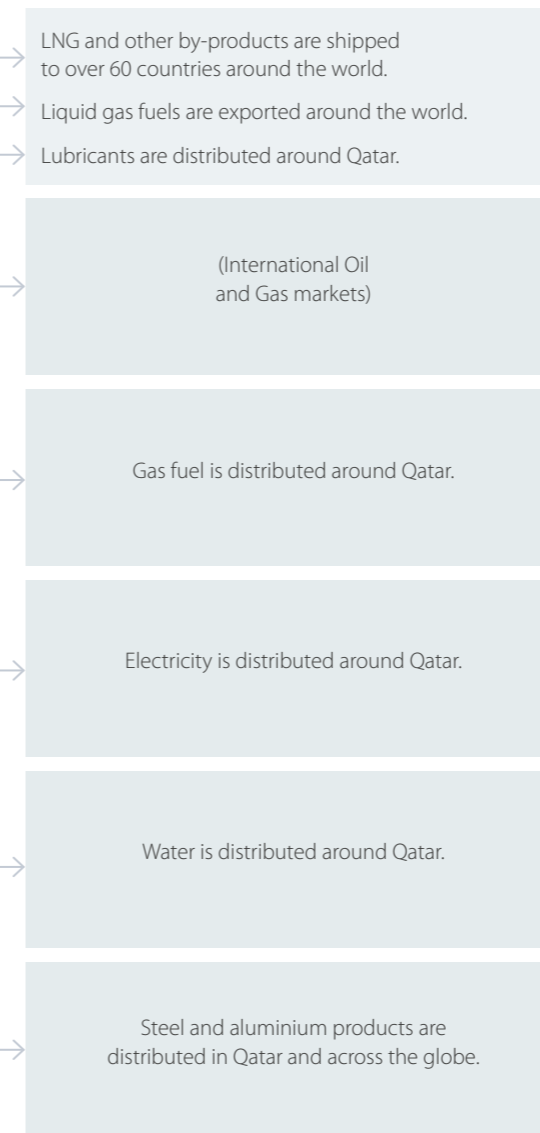 LNG and other by-products are shipped
to over 60 countries around the world.
Liquid gas fuels are exported around the world.
Lubricants are distributed around Qatar.
(International Oil
and Gas markets)
Gas fuel is distributed around Qatar.
Electricity is distributed around Qatar.
Water is distributed around Qatar.
Steel and aluminium products are
distributed in Qatar and across the globe.